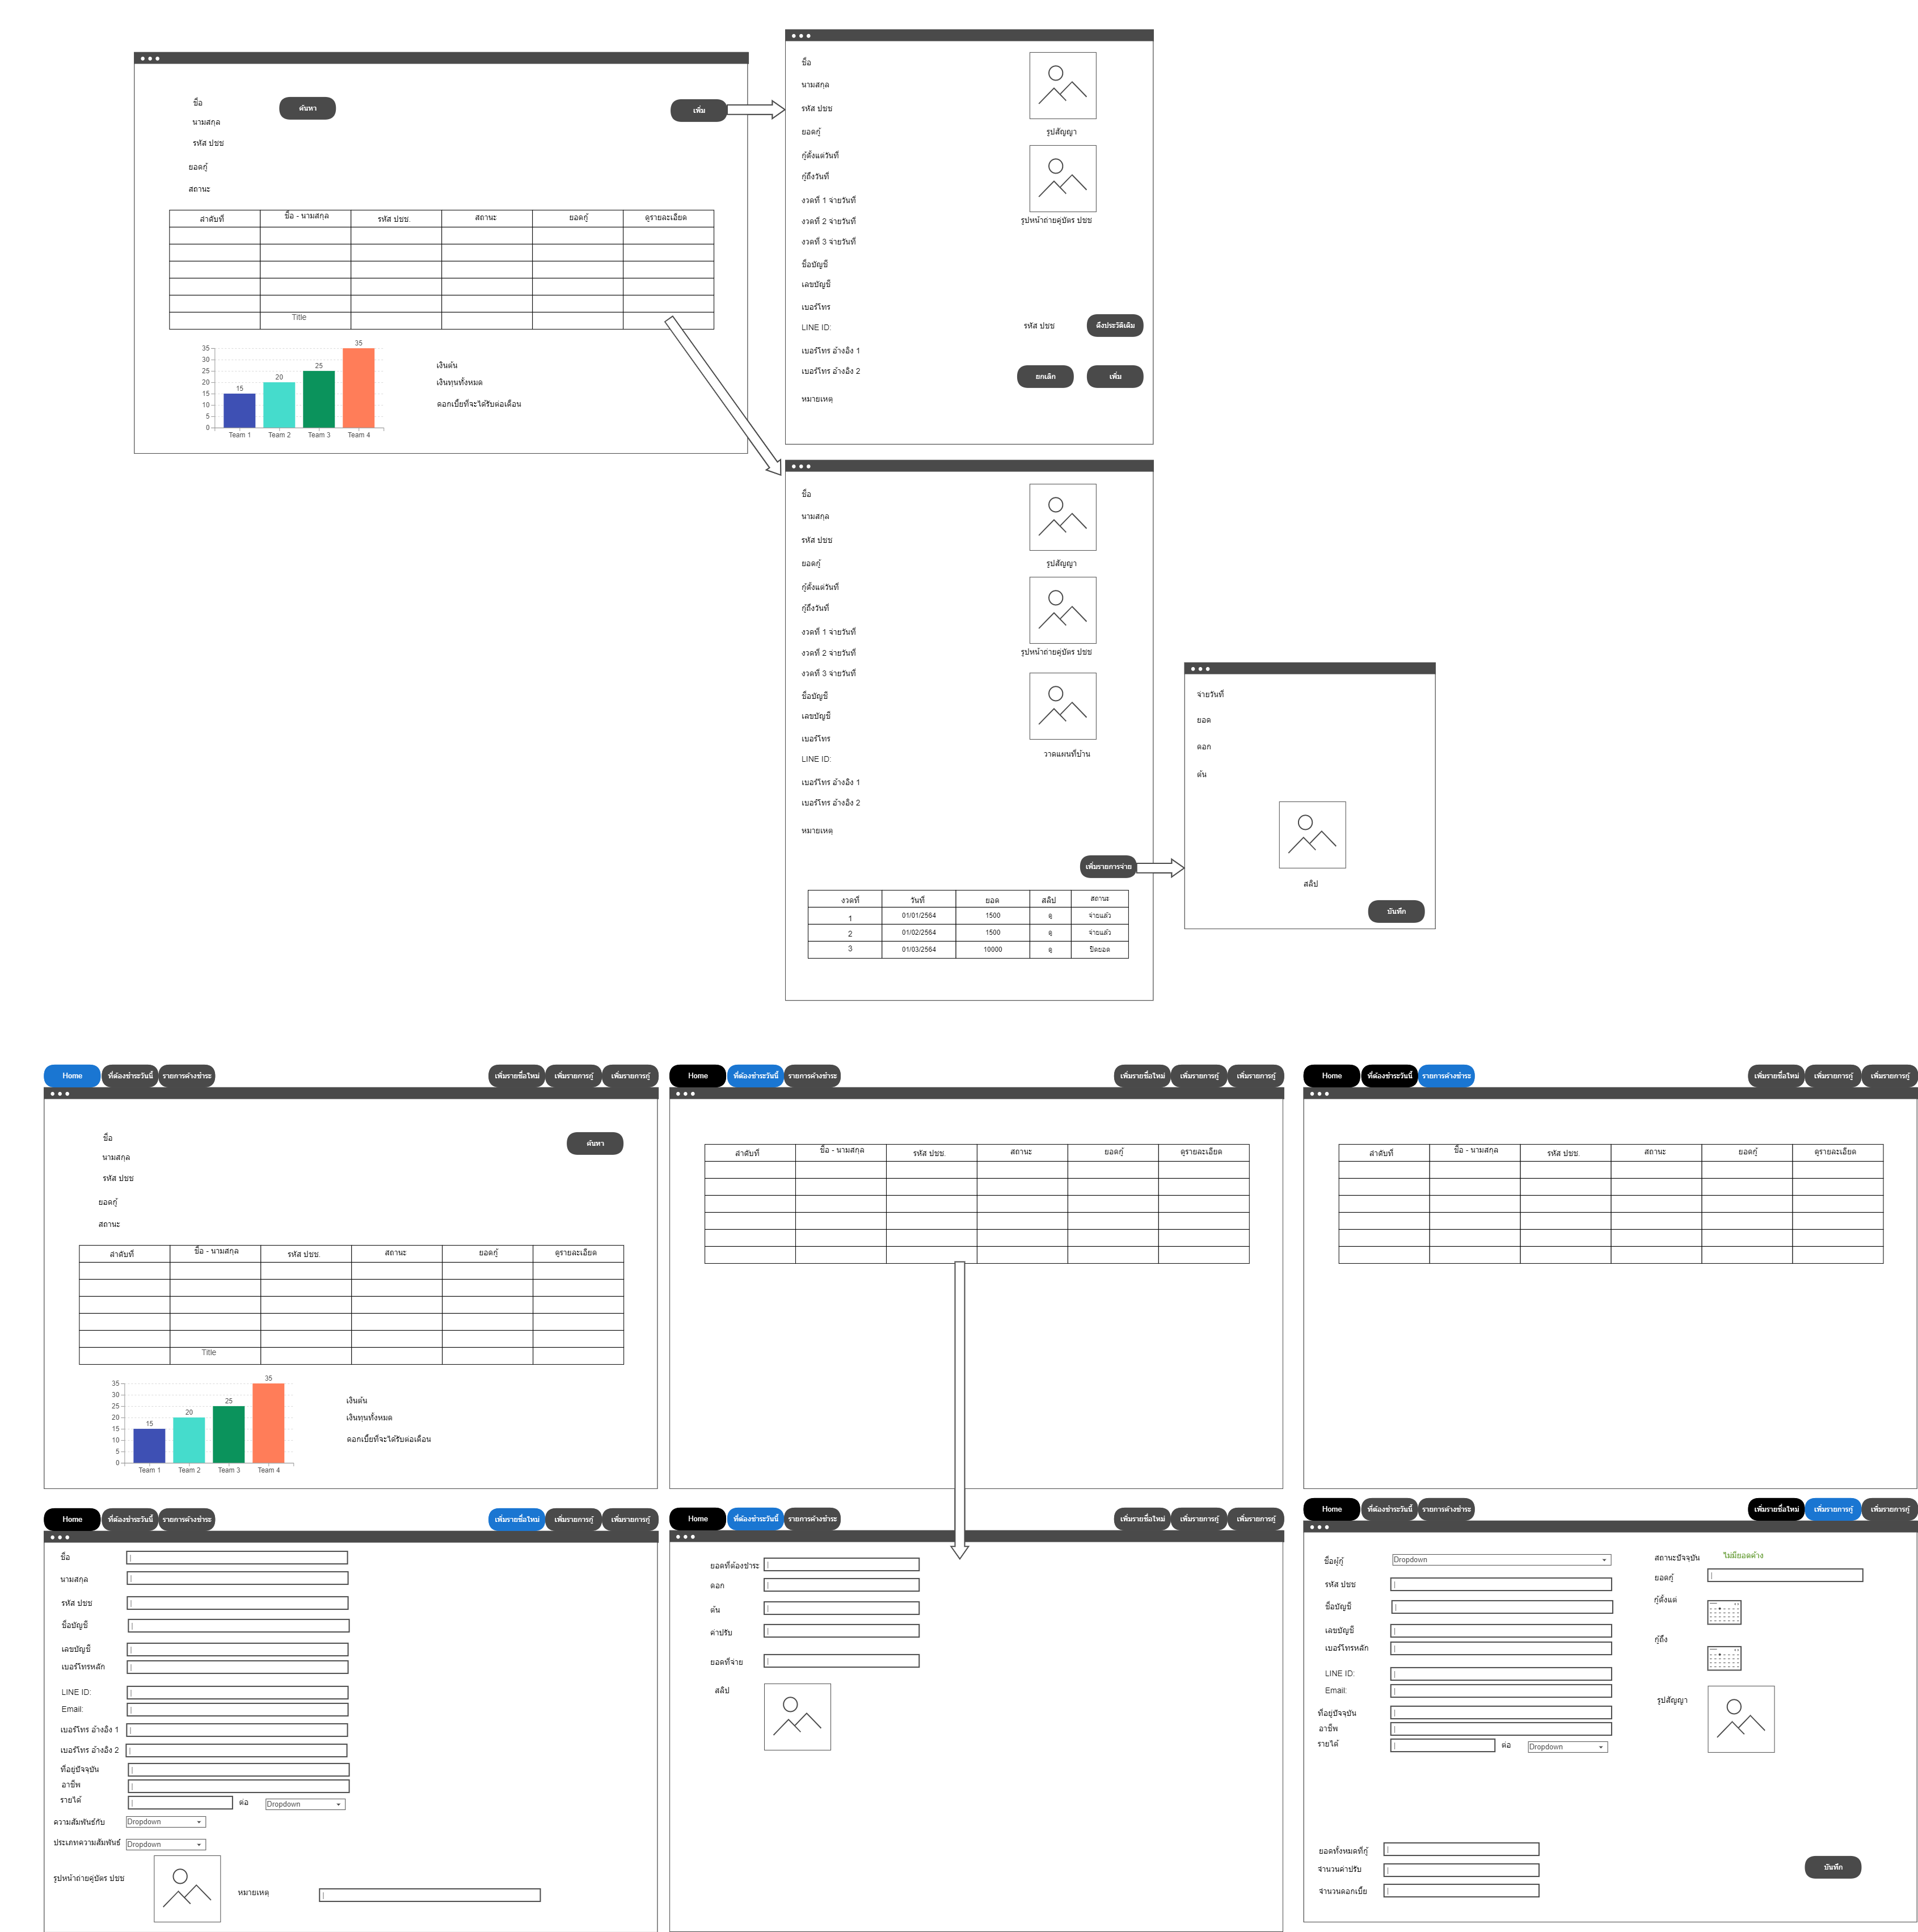 ชื่อ
ค้นหา
เพิ่ม
นามสกุล
รหัส ปชช
ยอดกู้
สถานะ
ลำดับที่ ชื่อ - นามสกุล รหัส ปชช. สถานะ ยอดกู้ ดูรายละเอียด
Title
35
30
25
20
15
10
5
0
15
20
25
35
Team 1 Team 2 Team 3 Team 4
เงินต้น
เงินทุนทั้งหมด
ดอกเบี้ยที่จะได้รับต่อเดือน
ชื่อ
นามสกุล
รหัส ปชช
ยอดกู้
กู้ตั้งแต่วันที่
กู้ถึงวันที่
งวดที่ 1 จ่ายวันที่
งวดที่ 2 จ่ายวันที่
งวดที่ 3 จ่ายวันที่
ชื่อบัญชี
เลขบัญชี
เบอร์โทร
LINE ID:
เบอร์โทร อ้างอิง 1
เบอร์โทร อ้างอิง 2
หมายเหตุ
รูปสัญญา
รูปหน้าถ่ายคู่บัตร ปชช
รหัส ปชช
ดึงประวัติเดิม
ยกเลิก
เพิ่ม
ชื่อ
นามสกุล
รหัส ปชช
ยอดกู้
กู้ตั้งแต่วันที่
กู้ถึงวันที่
งวดที่ 1 จ่ายวันที่
งวดที่ 2 จ่ายวันที่
งวดที่ 3 จ่ายวันที่
ชื่อบัญชี
เลขบัญชี
เบอร์โทร
LINE ID:
เบอร์โทร อ้างอิง 1
เบอร์โทร อ้างอิง 2
หมายเหตุ
รูปสัญญา
รูปหน้าถ่ายคู่บัตร ปชช
วาดแผนที่บ้าน
เพิ่มรายการจ่าย
งวดที่ วันที่ ยอด สลิป สถานะ
1 01/01/2564 1500 ดู จ่ายแล้ว
2 01/02/2564 1500 ดู จ่ายแล้ว
3 01/03/2564 10000 ดู ปิดยอด
จ่ายวันที่
ยอด
ดอก
ต้น
สลิป
บันทึก
Home ที่ต้องชำระวันนี้ รายการค้างชำระ เพิ่มรายชื่อใหม่ เพิ่มรายการกู้ เพิ่มรายการกู้
ชื่อ
ค้นหา
นามสกุล
รหัส ปชช
ยอดกู้
สถานะ
ลำดับที่ ชื่อ - นามสกุล รหัส ปชช. สถานะ ยอดกู้ ดูรายละเอียด
Title
35
30
25
20
15
10
5
0
15
20
25
35
Team 1 Team 2 Team 3 Team 4
เงินต้น
เงินทุนทั้งหมด
ดอกเบี้ยที่จะได้รับต่อเดือน
Home ที่ต้องชำระวันนี้ รายการค้างชำระ เพิ่มรายชื่อใหม่ เพิ่มรายการกู้ เพิ่มรายการกู้
ลำดับที่ ชื่อ - นามสกุล รหัส ปชช. สถานะ ยอดกู้ ดูรายละเอียด
Home ที่ต้องชำระวันนี้ รายการค้างชำระ เพิ่มรายชื่อใหม่ เพิ่มรายการกู้ เพิ่มรายการกู้
ลำดับที่ ชื่อ - นามสกุล รหัส ปชช. สถานะ ยอดกู้ ดูรายละเอียด
Home ที่ต้องชำระวันนี้ รายการค้างชำระ เพิ่มรายชื่อใหม่ เพิ่มรายการกู้ เพิ่มรายการกู้
ชื่อ
นามสกุล
รหัส ปชช
ชื่อบัญชี
เลขบัญชี
เบอร์โทรหลัก
LINE ID:
Email:
เบอร์โทร อ้างอิง 1
เบอร์โทร อ้างอิง 2
ที่อยู่ปัจจุบัน
อาชีพ
รายได้ ต่อ Dropdown
ความสัมพันธ์กับ Dropdown
ประเภทความสัมพันธ์ Dropdown
รูปหน้าถ่ายคู่บัตร ปชช
หมายเหตุ
Home ที่ต้องชำระวันนี้ รายการค้างชำระ เพิ่มรายชื่อใหม่ เพิ่มรายการกู้ เพิ่มรายการกู้
ยอดที่ต้องชำระ
ดอก
ต้น
ค่าปรับ
ยอดที่จ่าย
สลิป
Home ที่ต้องชำระวันนี้ รายการค้างชำระ เพิ่มรายชื่อใหม่ เพิ่มรายการกู้ เพิ่มรายการกู้
ชื่อผู้กู้ Dropdown
รหัส ปชช
ชื่อบัญชี
เลขบัญชี
เบอร์โทรหลัก
LINE ID:
Email:
ที่อยู่ปัจจุบัน
อาชีพ
รายได้ ต่อ Dropdown
สถานะปัจจุบัน ไม่มียอดค้าง
ยอดกู้
กู้ตั้งแต่
กู้ถึง
รูปสัญญา
ยอดทั้งหมดที่กู้
จำนวนค่าปรับ
จำนวนดอกเบี้ย
บันทึก